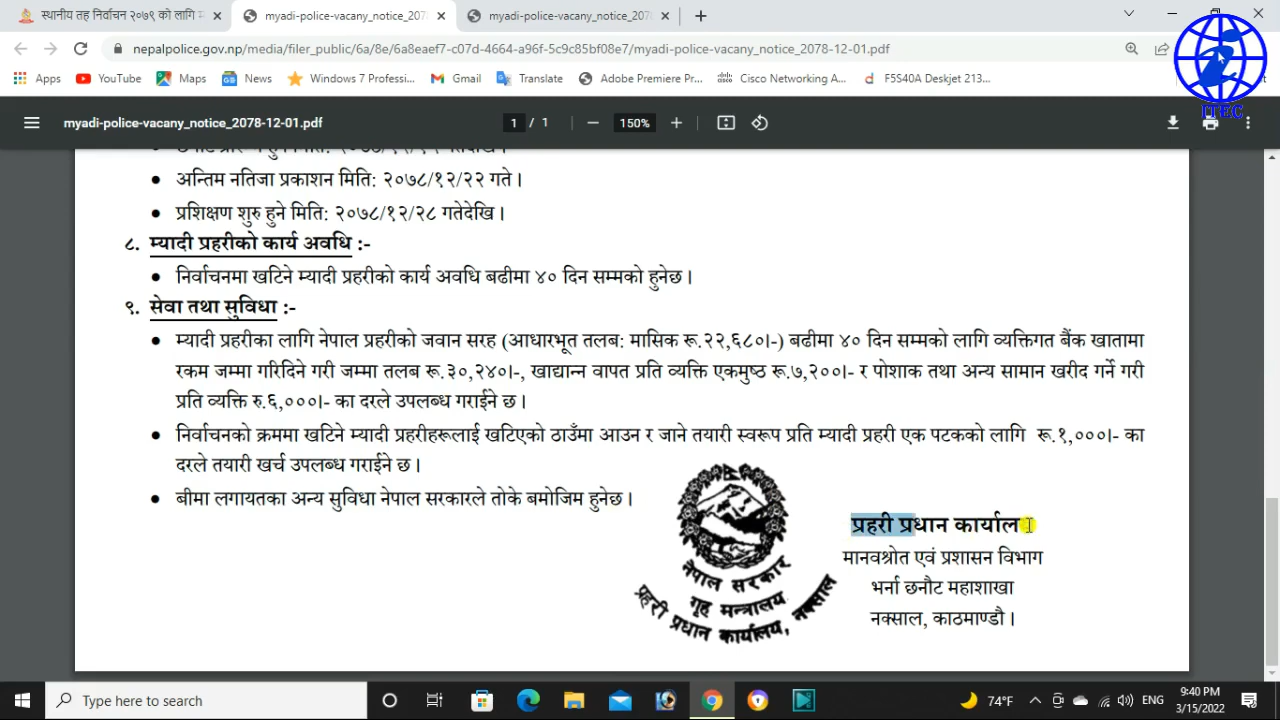 स्थानीय तह निर्वाचन २०७९ को लागि म
myadi-police-vacany_notice_2078-
myadi-police-vacany_notice_2078-
nepalpolice.gov.np/media/filer_public/6a/8e/6a8eaef7-c07d-4664-a96f-5c9c85bf08e7/myadi-police-vacany_notice_2078-12-01.pdf
Apps YouTube Maps News Windows 7 Professi... Gmail Translate Adobe Premiere Pr... Cisco Networking A... F5S40A Deskjet 213...
ITEC
myadi-police-vacany_notice_2078-12-01.pdf 1 / 1 150%
• अन्तिम नतिजा प्रकाशन मिति: २०७८/१२/२२ गते ।
• प्रशिक्षण शुरु हुने मिति: २०७८/१२/२८ गतेदेखि ।
८. म्यादी प्रहरीको कार्य अवधि :-
• निर्वाचनमा खटिने म्यादी प्रहरीको कार्य अवधि बढीमा ४० दिन सम्मको हुनेछ ।
९. सेवा तथा सुविधा :-
• म्यादी प्रहरीका लागि नेपाल प्रहरीको जवान सरह (आधारभूत तलब: मासिक रू.२२,६८०।-) बढीमा ४० दिन सम्मको लागि व्यक्तिगत बैंक खातामा
रकम जम्मा गरिदिने गरी जम्मा तलब रू.३०,२४०।-, खाद्यान्न वापत प्रति व्यक्ति एकमुष्ठ रू.७,२००।- र पोशाक तथा अन्य सामान खरीद गर्ने गरी
प्रति व्यक्ति रु.६,०००।- का दरले उपलब्ध गराईने छ ।
• निर्वाचनको क्रममा खटिने म्यादी प्रहरीहरूलाई खटिएको ठाउँमा आउन र जाने तयारी स्वरूप प्रति म्यादी प्रहरी एक पटकको लागि रू.१,०००।- का
दरले तयारी खर्च उपलब्ध गराईने छ ।
• बीमा लगायतका अन्य सुविधा नेपाल सरकारले तोके बमोजिम हुनेछ ।
नेपाल सरकार
गृह मन्त्रालय
प्रहरी प्रधान कार्यालय, नक्साल
प्रहरी प्रधान कार्याल
मानवश्रोत एवं प्रशासन विभाग
भर्ना छनौट महाशाखा
नक्साल, काठमाण्डौ ।
Type here to search
74°F ENG 9:40 PM
3/15/2022